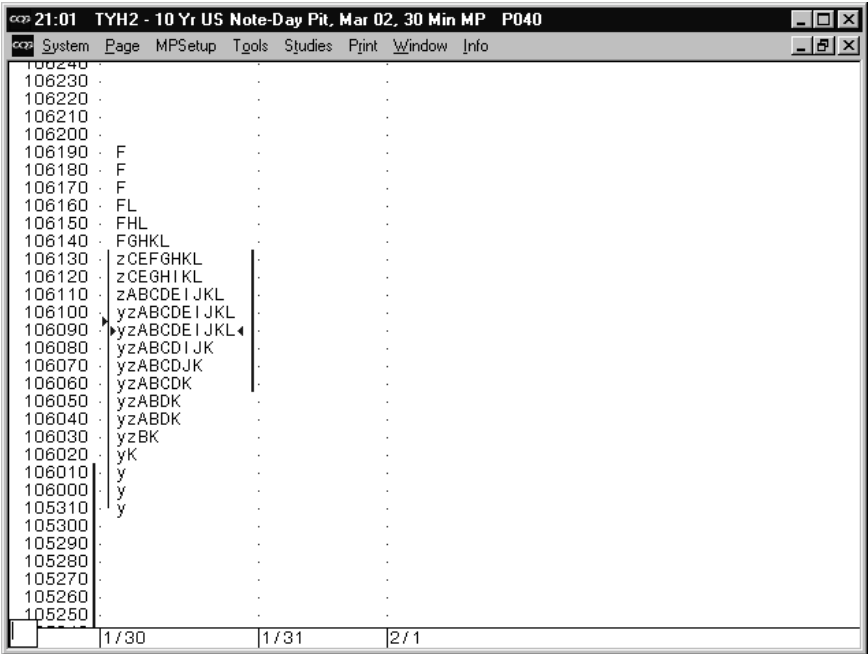 CQG 21:01 TYH2 - 10 Yr US Note-Day Pit, Mar 02, 30 Min MP P040
CQG System Page MPSetup Tools Studies Print Window Info
106240
106230
106220
106210
106200
106190 F
106180 F
106170 F
106160 FL
106150 FHL
106140 FGHKL
106130 zCEFGHKL
106120 zCEGHIKL
106110 zABCDEIJKL
106100 yzABCDEIJKL
106090 yzABCDEIJKL
106080 yzABCDIJK
106070 yzABCDJK
106060 yzABCDK
106050 yzABDK
106040 yzABDK
106030 yzBK
106020 yK
106010 y
106000 y
105310 y
105300
105290
105280
105270
105260
105250
1/30 1/31 2/1